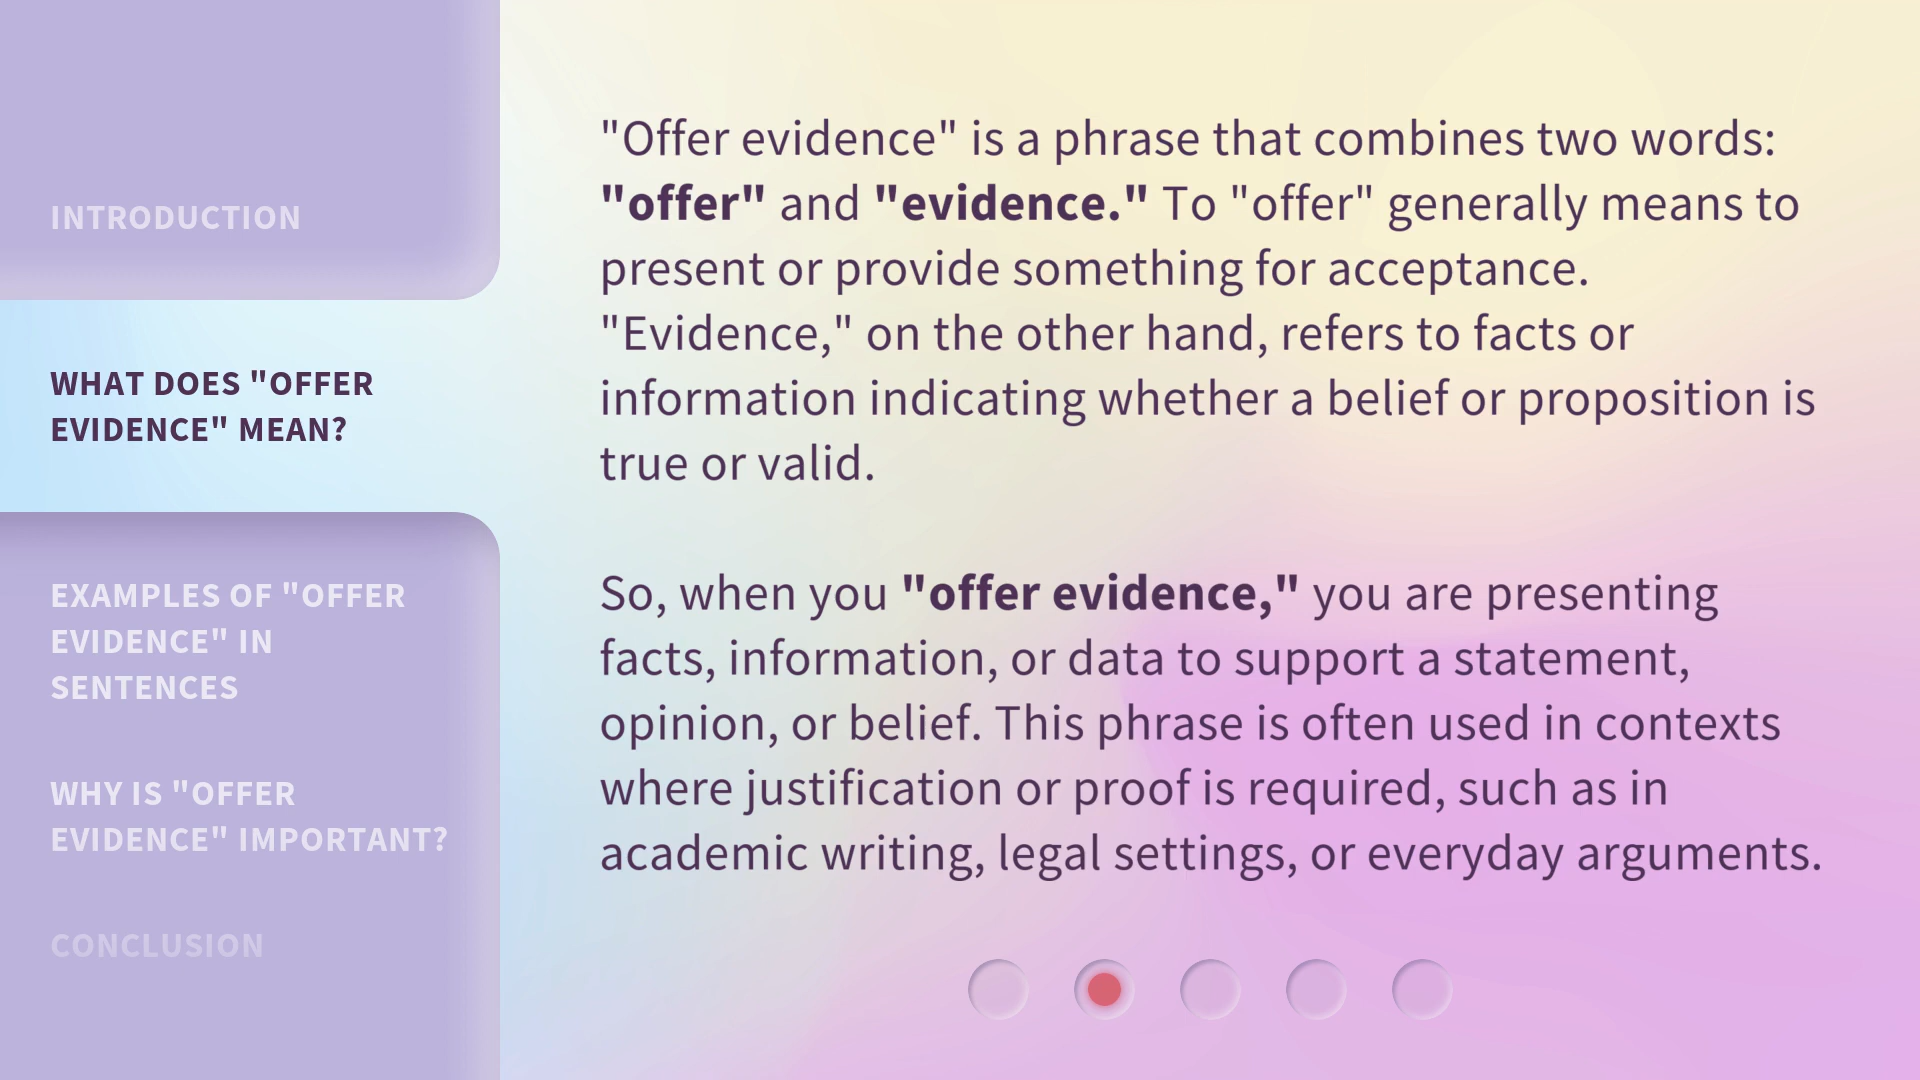 INTRODUCTION
WHAT DOES "OFFER
EVIDENCE" MEAN?
EXAMPLES OF "OFFER
EVIDENCE" IN
SENTENCES
WHY IS "OFFER
EVIDENCE" IMPORTANT?
CONCLUSION
"Offer evidence" is a phrase that combines two words:
"offer" and "evidence." To "offer" generally means to
present or provide something for acceptance.
"Evidence," on the other hand, refers to facts or
information indicating whether a belief or proposition is
true or valid.
So, when you "offer evidence," you are presenting
facts, information, or data to support a statement,
opinion, or belief. This phrase is often used in contexts
where justification or proof is required, such as in
academic writing, legal settings, or everyday arguments.